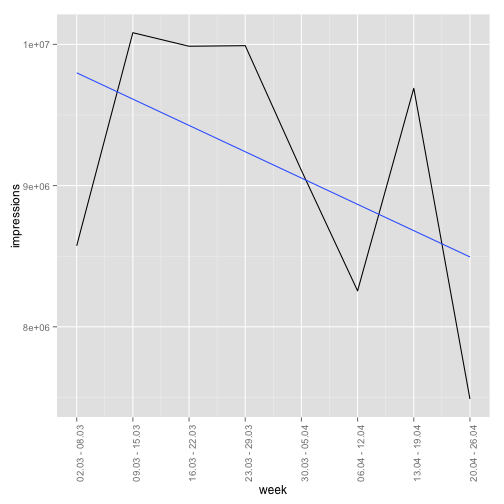 1e+07
9e+06
8e+06
impressions
02.03 - 08.03
09.03 - 15.03
16.03 - 22.03
23.03 - 29.03
30.03 - 05.04
06.04 - 12.04
13.04 - 19.04
20.04 - 26.04
week